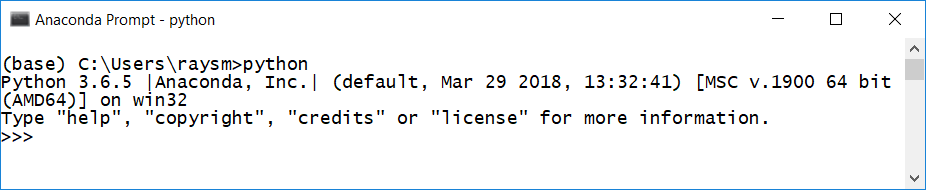 Anaconda Prompt - python
(base) C:\Users\raysm>python
Python 3.6.5 |Anaconda, Inc.| (default, Mar 29 2018, 13:32:41) [MSC v.1900 64 bit
(AMD64)] on win32
Type "help", "copyright", "credits" or "license" for more information.
>>>